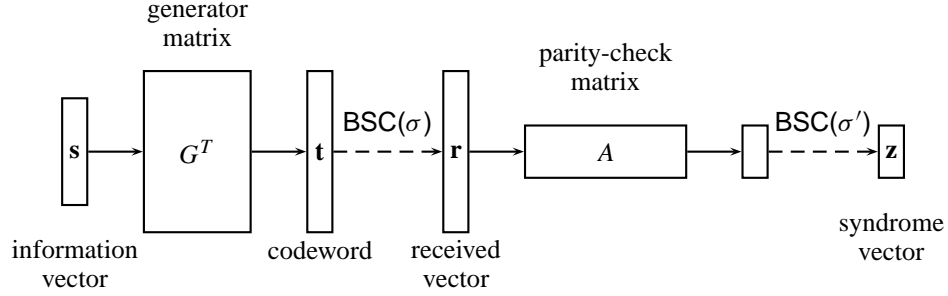 generator
matrix
parity-check
matrix
s
G^T
t
BSC(σ)
r
A
BSC(σ')
z
information
vector
codeword
received
vector
syndrome
vector